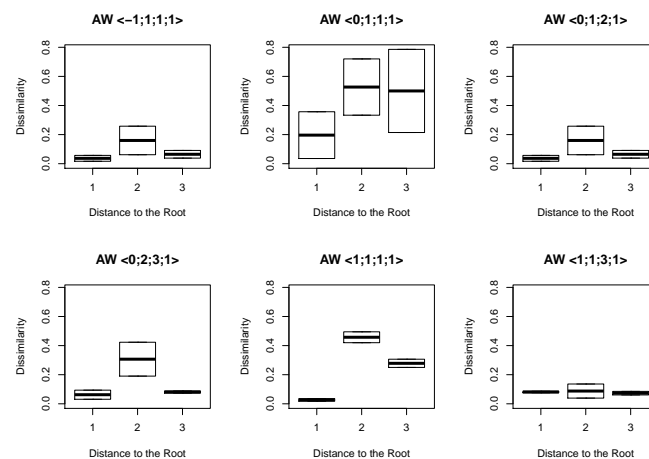 AW <−1;1;1;1>
Dissimilarity
0.0 0.2 0.4 0.6 0.8
1 2 3
Distance to the Root
AW <0;1;1;1>
Dissimilarity
0.0 0.2 0.4 0.6 0.8
1 2 3
Distance to the Root
AW <0;1;2;1>
Dissimilarity
0.0 0.2 0.4 0.6 0.8
1 2 3
Distance to the Root
AW <0;2;3;1>
Dissimilarity
0.0 0.2 0.4 0.6 0.8
1 2 3
Distance to the Root
AW <1;1;1;1>
Dissimilarity
0.0 0.2 0.4 0.6 0.8
1 2 3
Distance to the Root
AW <1;1;3;1>
Dissimilarity
0.0 0.2 0.4 0.6 0.8
1 2 3
Distance to the Root